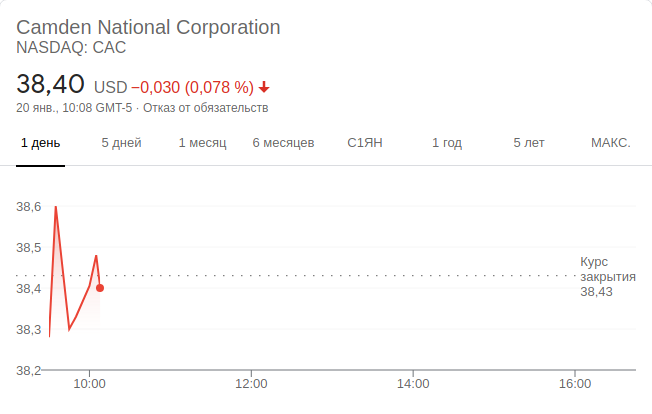 Camden National Corporation
NASDAQ: CAC
38,40 USD −0,030 (0,078 %)
20 янв., 10:08 GMT-5 · Отказ от обязательств
1 день 5 дней 1 месяц 6 месяцев С1ЯН 1 год 5 лет МАКС.
38,6
38,5
Курс
закрытия
38,43
38,4
38,3
38,2
10:00 12:00 14:00 16:00